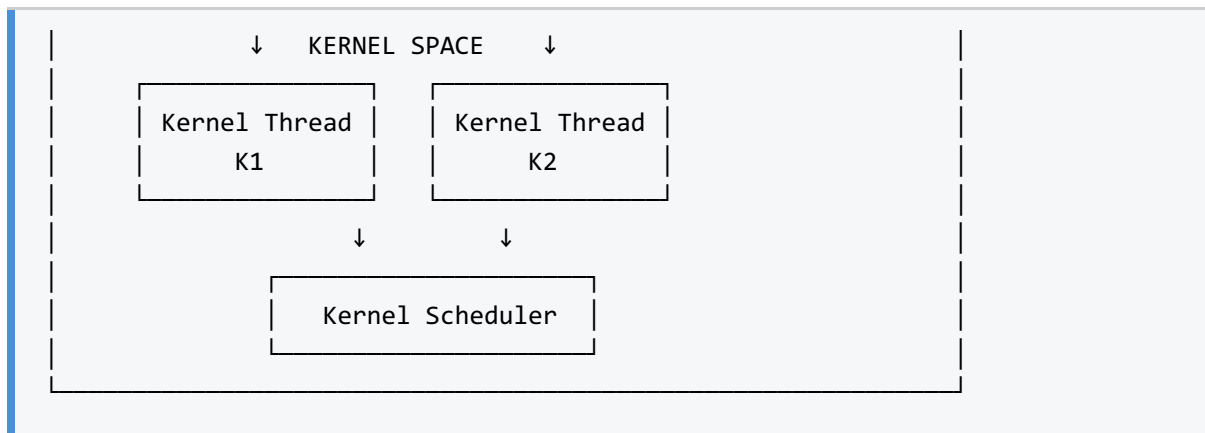 ↓ KERNEL SPACE ↓
Kernel Thread Kernel Thread
K1 K2
↓ ↓
Kernel Scheduler